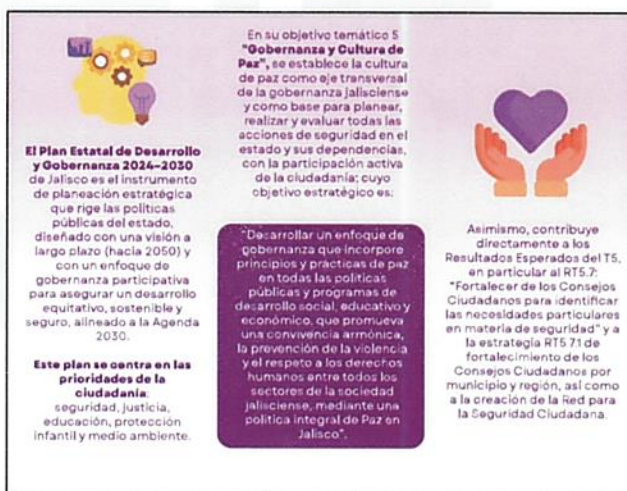 El Plan Estatal de Desarrollo
y Gobernanza 2024-2030
de Jalisco es el instrumento
de planeación estratégica
que rige las políticas
públicas del estado,
diseñado con una visión a
largo plazo (hacia 2050) y
con un enfoque de
gobernanza participativa
para asegurar un desarrollo
equitativo, sostenible y
seguro, alineado a la Agenda
2030.
Este plan se centra en las
prioridades de la
ciudadanía:
seguridad, justicia,
educación, protección
infantil y medio ambiente.
En su objetivo temático 5
"Gobernanza y Cultura de
Paz", se establece la cultura
de paz como eje transversal
de la gobernanza jalisciense
y como base para planear,
realizar y evaluar todas las
acciones de seguridad en el
estado y sus dependencias,
con la participación activa
de la ciudadanía; cuyo
objetivo estratégico es:
"Desarrollar un enfoque de
gobernanza que incorpore
principios y prácticas de paz
en todas las políticas
públicas y programas de
desarrollo social, educativo y
económico, que promueva
una convivencia armónica,
la prevención de la violencia
y el respeto a los derechos
humanos entre todos los
sectores de la sociedad
jalisciense, mediante una
política integral de Paz en
Jalisco".
Asimismo, contribuye
directamente a los
Resultados Esperados del T5,
en particular al RT5.7:
"Fortalecer de los Consejos
Ciudadanos para identificar
las necesidades particulares
en materia de seguridad" y a
la estrategia RT5.7.1 de
fortalecimiento de los
Consejos Ciudadanos por
municipio y región, así como
a la creación de la Red para
la Seguridad Ciudadana.